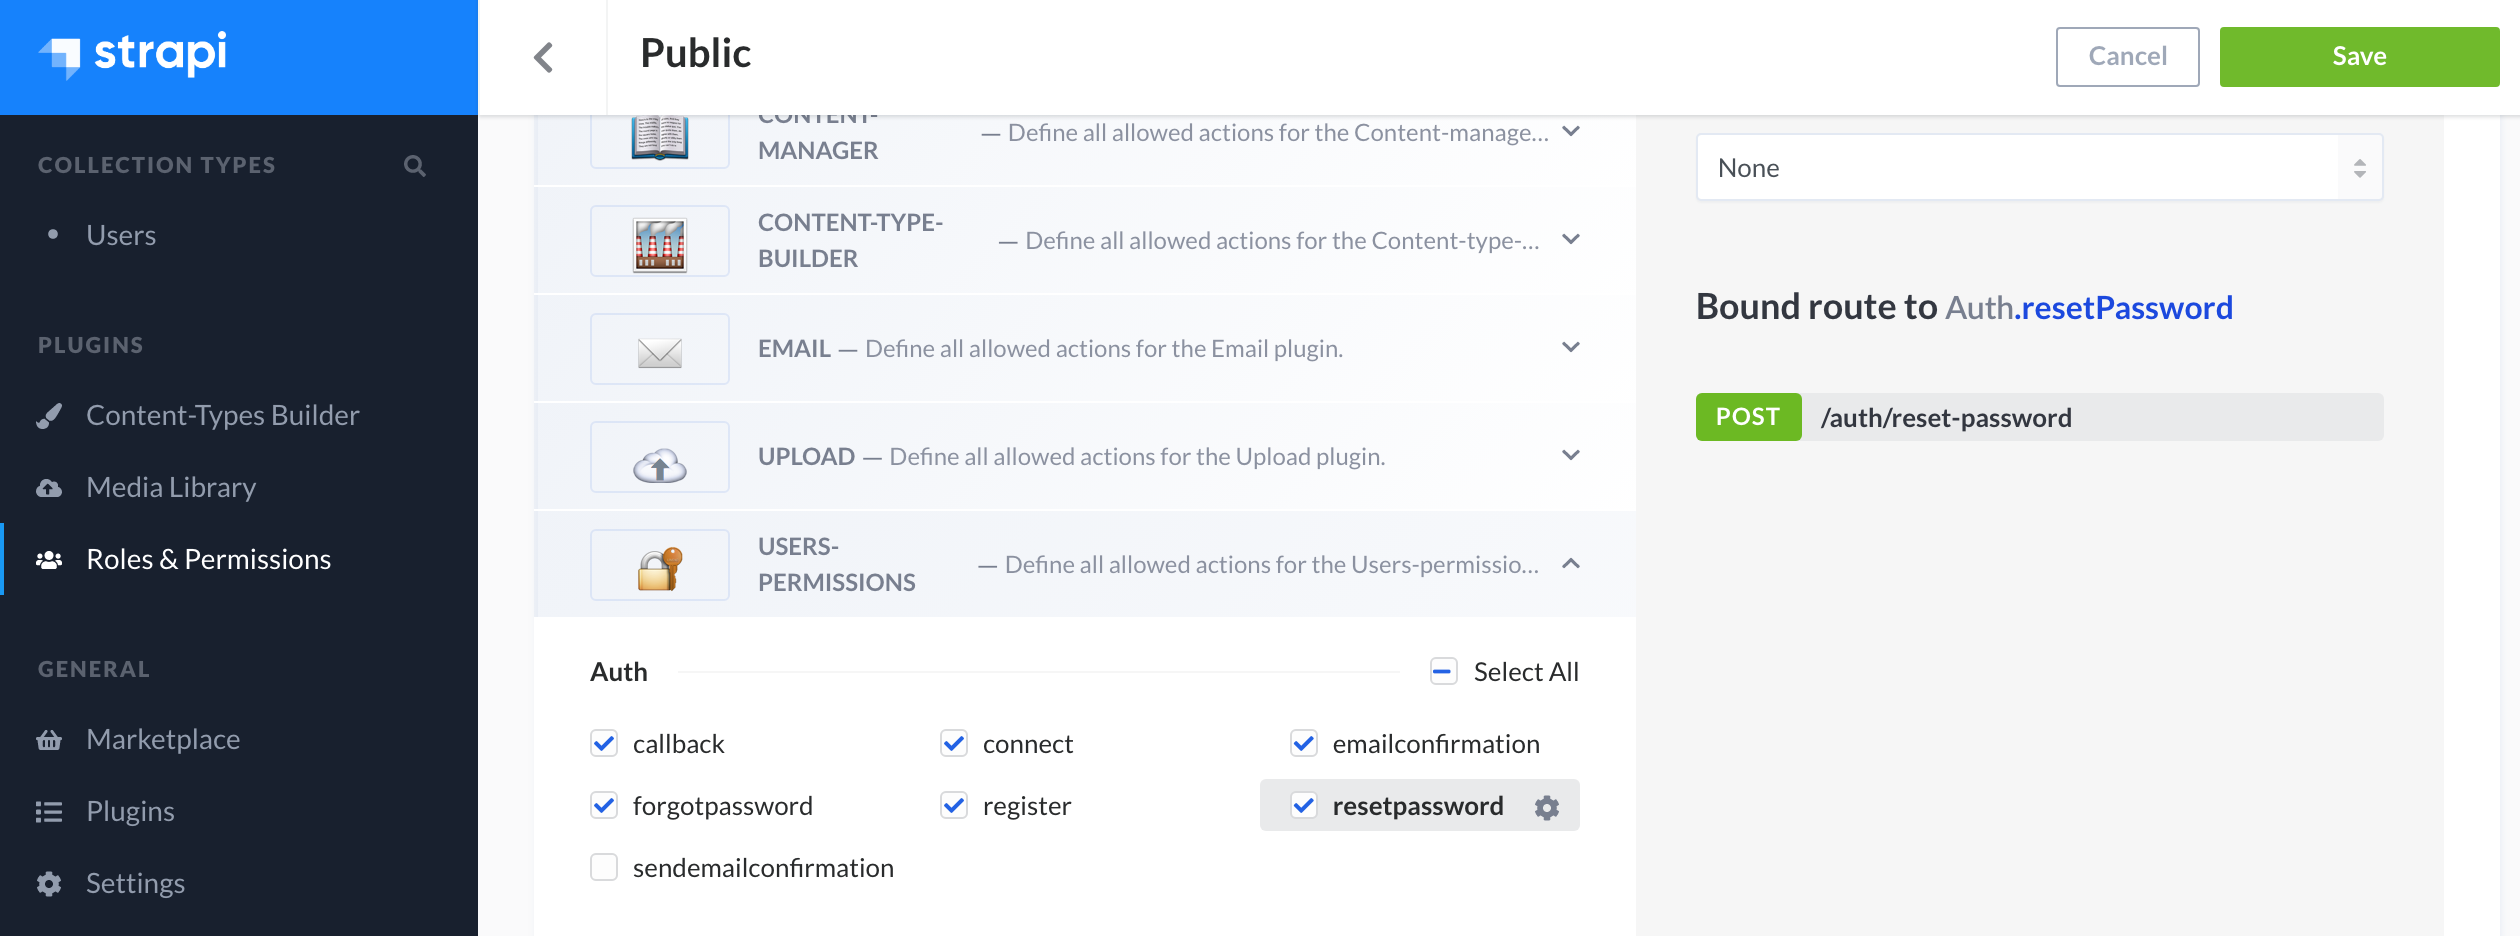 strapi
COLLECTION TYPES
Users
PLUGINS
Content-Types Builder
Media Library
Roles & Permissions
GENERAL
Marketplace
Plugins
Settings
Public
Cancel
Save
CONTENT-
MANAGER
— Define all allowed actions for the Content-manage...
CONTENT-TYPE-
BUILDER
— Define all allowed actions for the Content-type-...
EMAIL — Define all allowed actions for the Email plugin.
UPLOAD — Define all allowed actions for the Upload plugin.
USERS-
PERMISSIONS
— Define all allowed actions for the Users-permissio...
Auth
Select All
callback
connect
emailconfirmation
forgotpassword
register
resetpassword
sendemailconfirmation
None
Bound route to Auth.resetPassword
POST /auth/reset-password